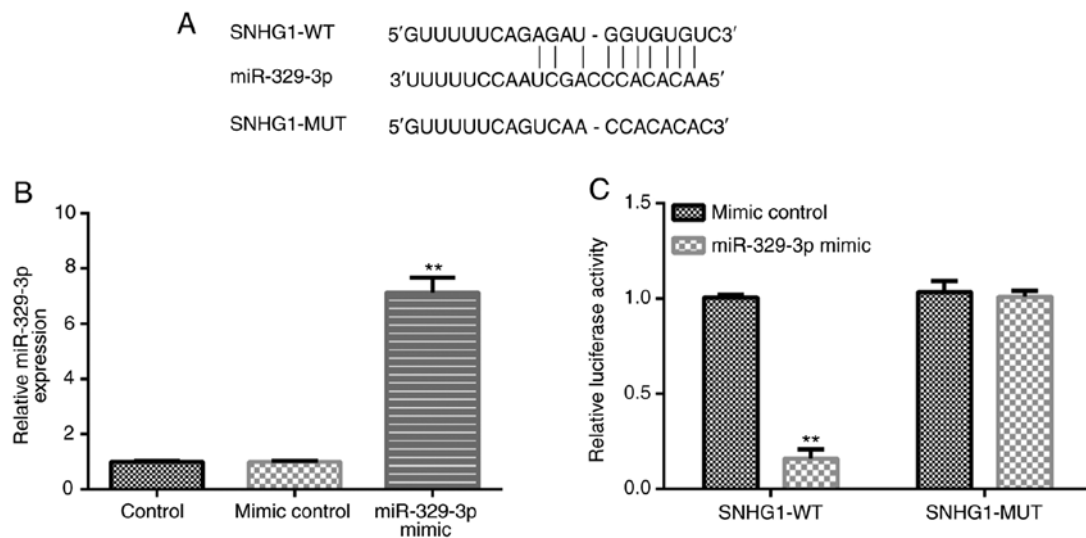 A
SNHG1-WT 5'GUUUUUCAGAGAU - GGUGUGUC3'
miR-329-3p 3'UUUUUCCAAUCGACCCACACAA5'
SNHG1-MUT 5'GUUUUUCAGUCAA - CCACACAC3'
B
Relative miR-329-3p
expression
10
8
6
4
2
0
**
Control Mimic control miR-329-3p
mimic
C
Relative luciferase activity
1.5
1.0
0.5
0.0
Mimic control
miR-329-3p mimic
**
SNHG1-WT SNHG1-MUT